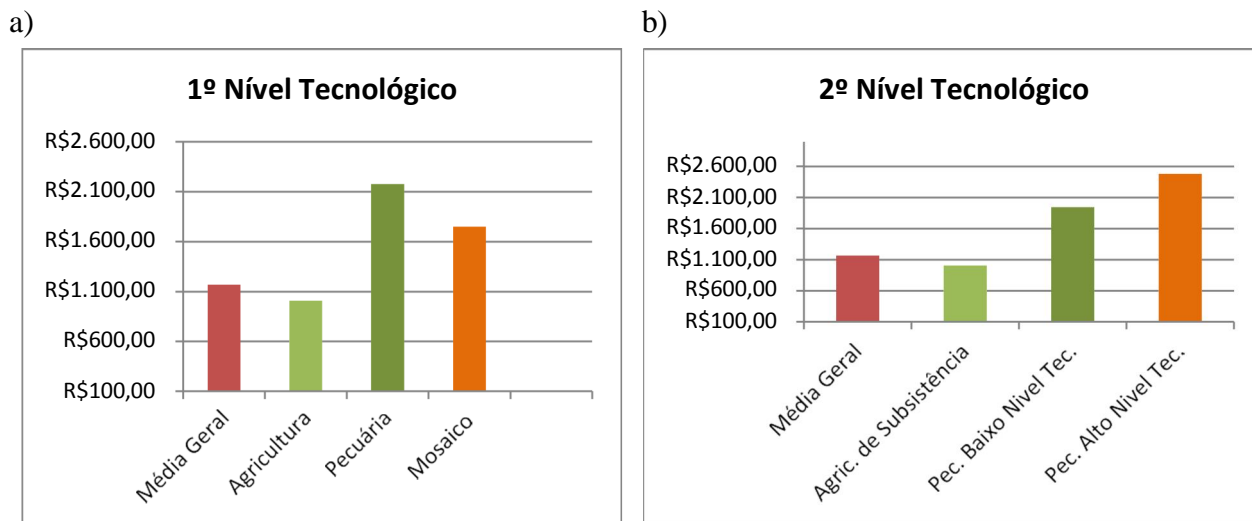 a)
1º Nível Tecnológico
R$2.600,00
R$2.100,00
R$1.600,00
R$1.100,00
R$600,00
R$100,00
Média Geral
Agricultura
Pecuária
Mosaico
b)
2º Nível Tecnológico
R$2.600,00
R$2.100,00
R$1.600,00
R$1.100,00
R$600,00
R$100,00
Média Geral
Agric. de Subsistência
Pec. Baixo Nivel Tec.
Pec. Alto Nivel Tec.